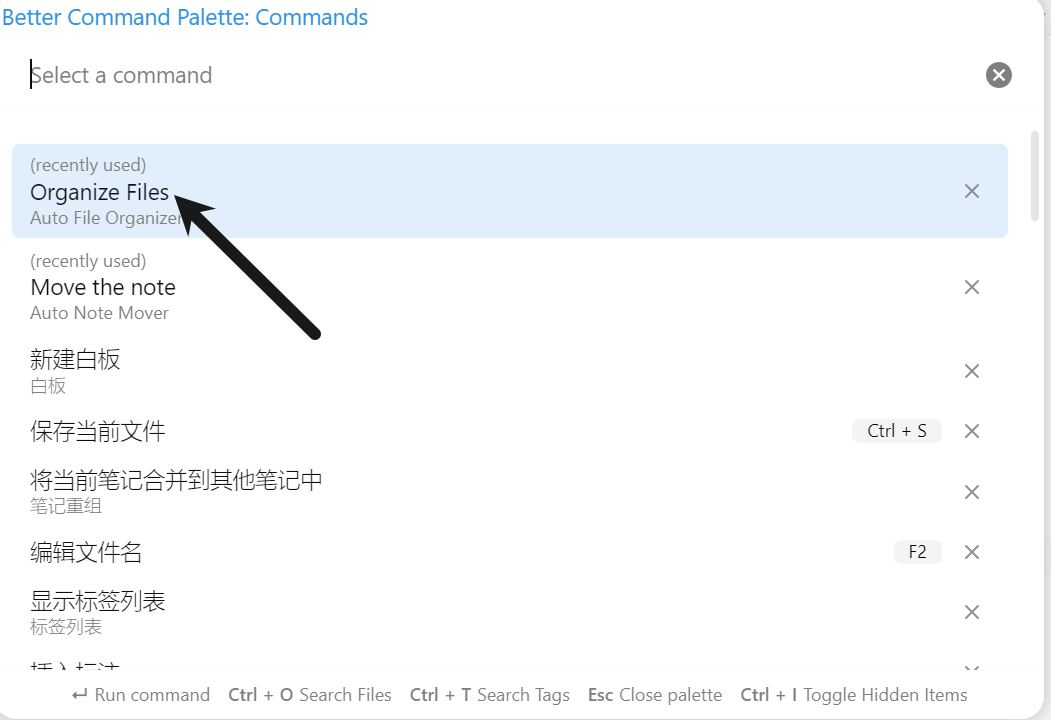 Better Command Palette: Commands
Select a command
(recently used)
Organize Files
Auto File Organizer
(recently used)
Move the note
Auto Note Mover
新建白板
白板
保存当前文件 Ctrl + S
将当前笔记合并到其他笔记中
笔记重组
编辑文件名 F2
显示标签列表
标签列表
插入标注
↵ Run command Ctrl + O Search Files Ctrl + T Search Tags Esc Close palette Ctrl + I Toggle Hidden Items